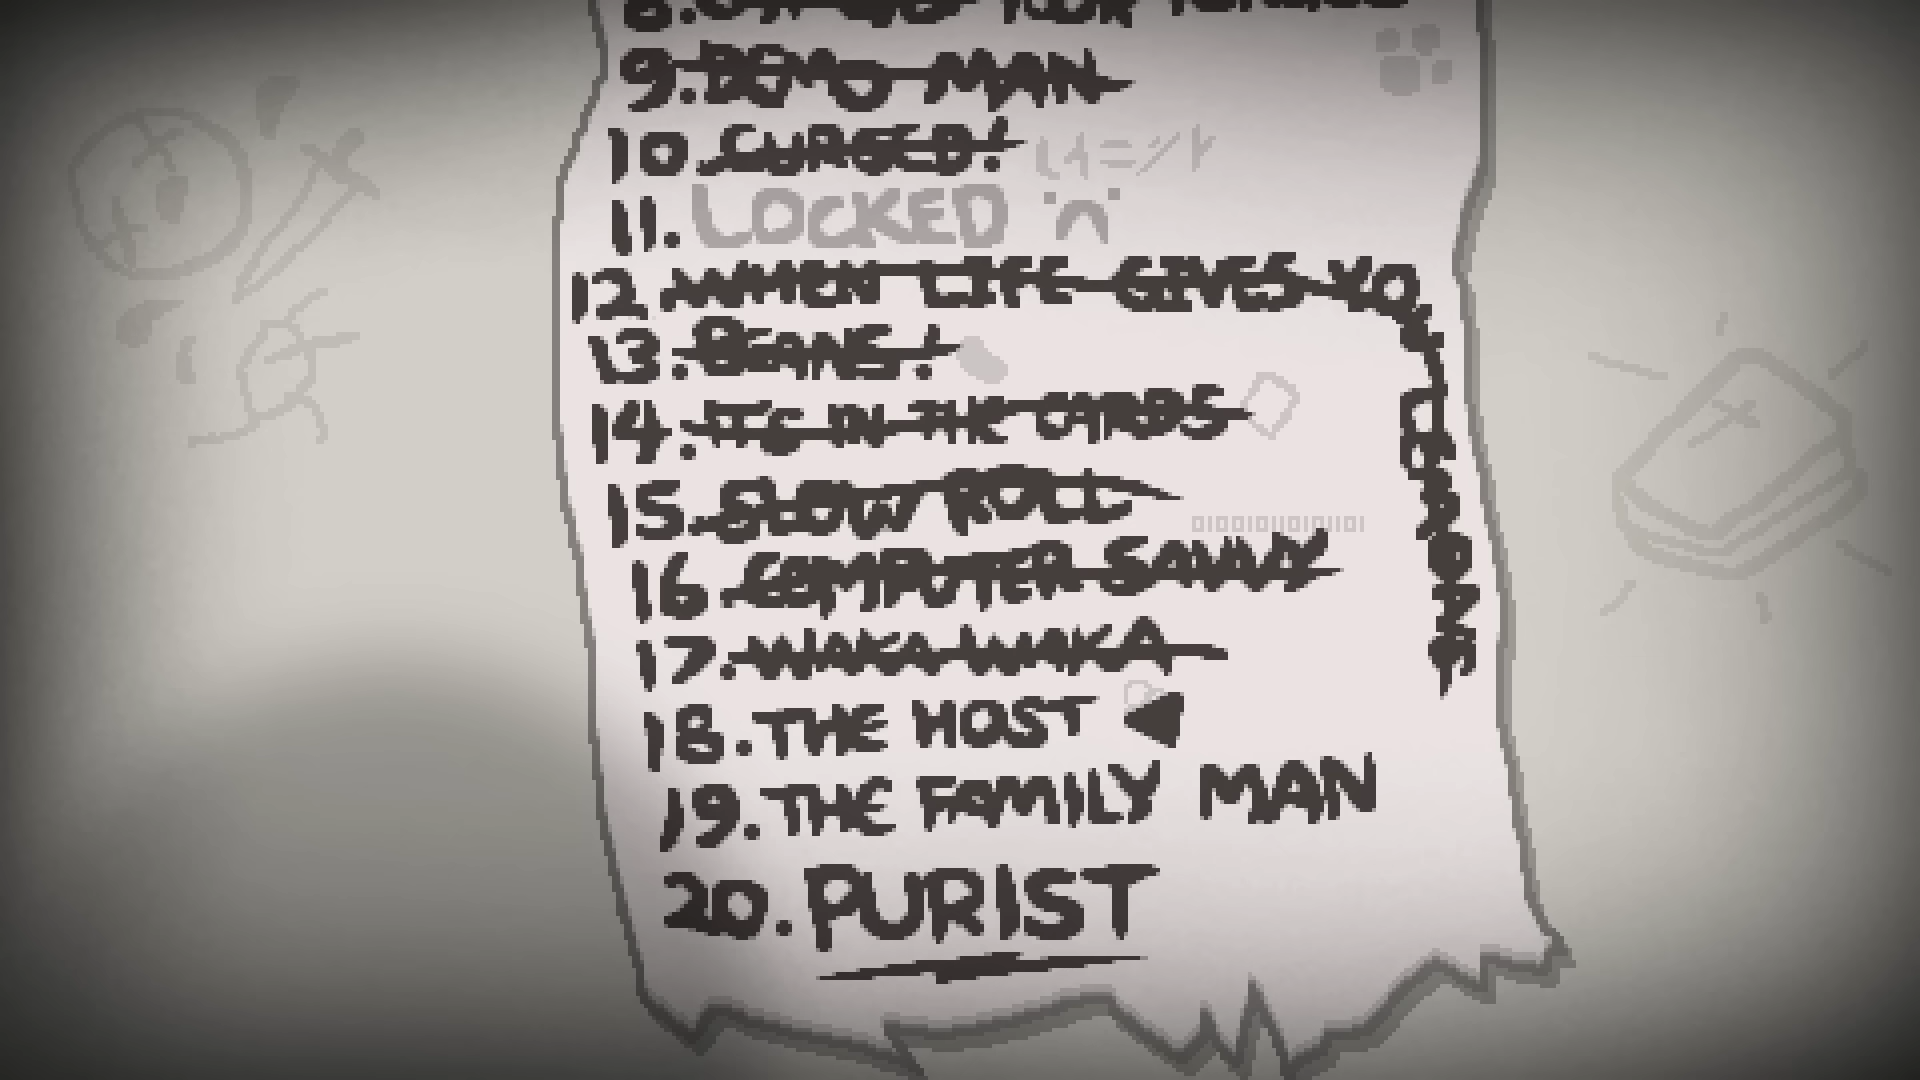 9. DEMO MAN
10. CURSED!
11. LOCKED
12 WHEN LIFE GIVES YOU LEMONS
13. BEANS!
14. ITS IN THE CARDS
15. SLOW ROLL
16 COMPUTER SAVVY
17. WAKA WAKA
18. THE HOST
19. THE FAMILY MAN
20. PURIST